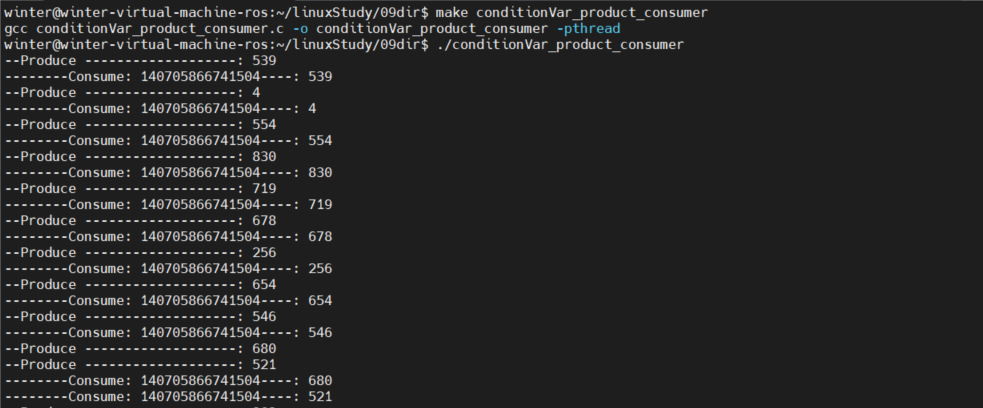 winter@winter-virtual-machine-ros:~/linuxStudy/09dir$ make conditionVar_product_consumer
gcc conditionVar_product_consumer.c -o conditionVar_product_consumer -pthread
winter@winter-virtual-machine-ros:~/linuxStudy/09dir$ ./conditionVar_product_consumer
--Produce -------------------: 539
--------Consume: 140705866741504----: 539
--Produce -------------------: 4
--------Consume: 140705866741504----: 4
--Produce -------------------: 554
--------Consume: 140705866741504----: 554
--Produce -------------------: 830
--------Consume: 140705866741504----: 830
--Produce -------------------: 719
--------Consume: 140705866741504----: 719
--Produce -------------------: 678
--------Consume: 140705866741504----: 678
--Produce -------------------: 256
--------Consume: 140705866741504----: 256
--Produce -------------------: 654
--------Consume: 140705866741504----: 654
--Produce -------------------: 546
--------Consume: 140705866741504----: 546
--Produce -------------------: 680
--Produce -------------------: 521
--------Consume: 140705866741504----: 680
--------Consume: 140705866741504----: 521